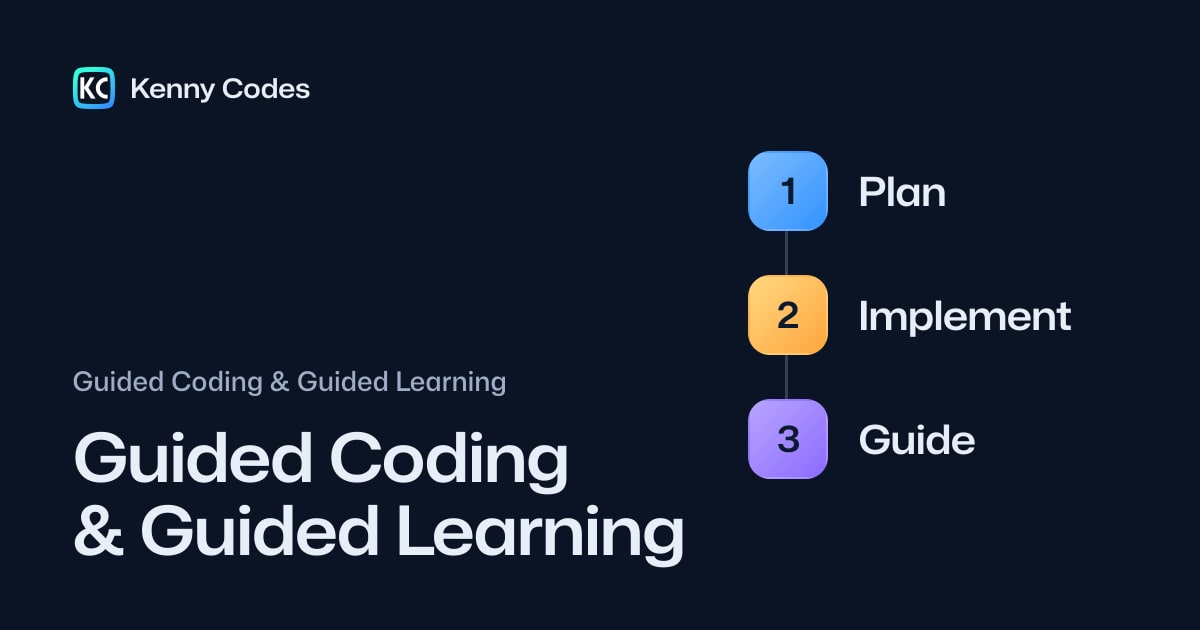 KC
Kenny Codes
Guided Coding & Guided Learning
Guided Coding
& Guided Learning
1
Plan
2
Implement
3
Guide